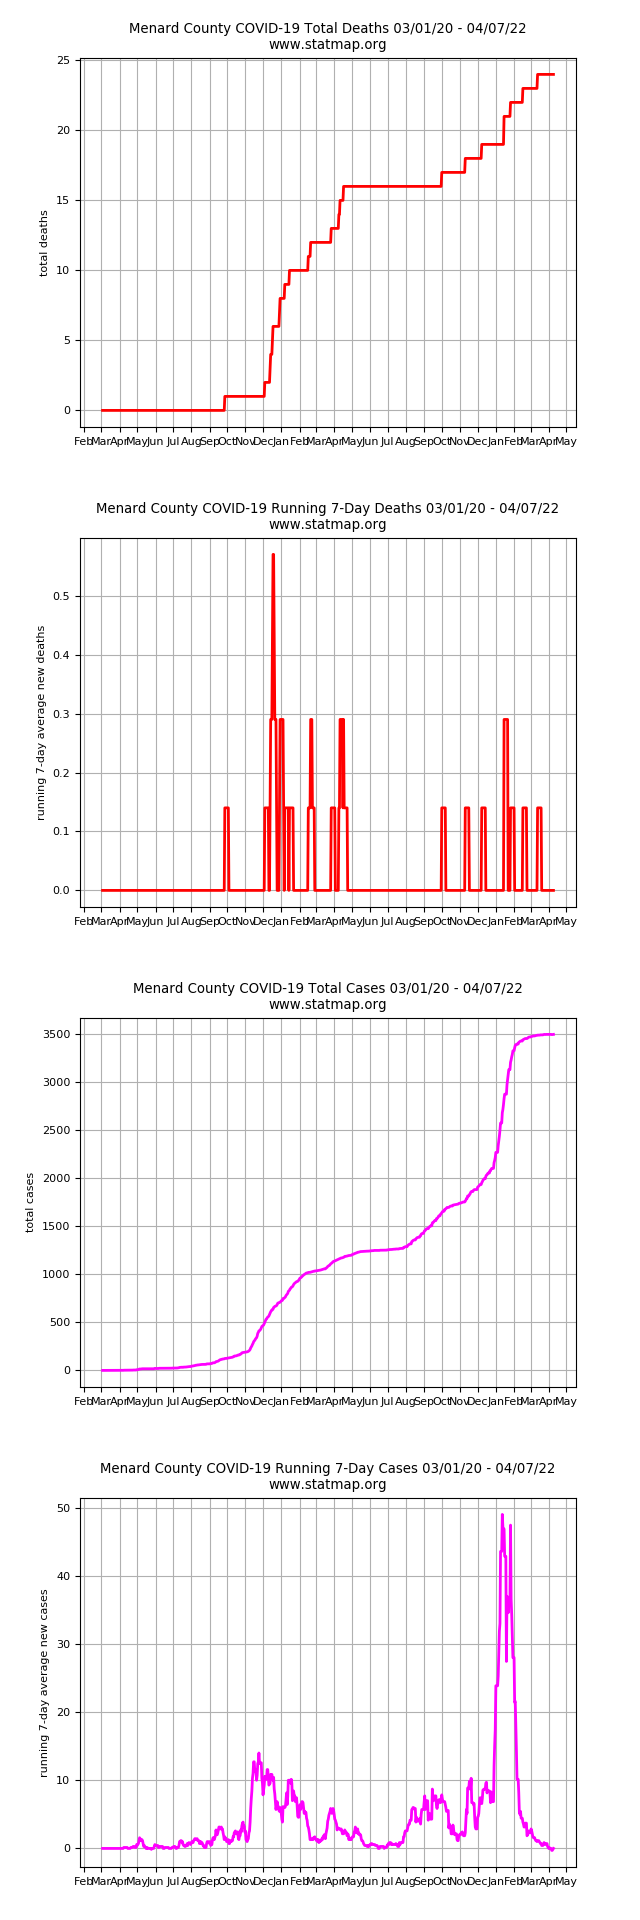 Menard County COVID-19 Total Deaths 03/01/20 - 04/07/22
www.statmap.org
25
20
15
10
5
0
total deaths
Feb Mar Apr May Jun Jul Aug Sep Oct Nov Dec Jan Feb Mar Apr May Jun Jul Aug Sep Oct Nov Dec Jan Feb Mar Apr May
Menard County COVID-19 Running 7-Day Deaths 03/01/20 - 04/07/22
www.statmap.org
0.5
0.4
0.3
0.2
0.1
0.0
running 7-day average new deaths
Feb Mar Apr May Jun Jul Aug Sep Oct Nov Dec Jan Feb Mar Apr May Jun Jul Aug Sep Oct Nov Dec Jan Feb Mar Apr May
Menard County COVID-19 Total Cases 03/01/20 - 04/07/22
www.statmap.org
3500
3000
2500
2000
1500
1000
500
0
total cases
Feb Mar Apr May Jun Jul Aug Sep Oct Nov Dec Jan Feb Mar Apr May Jun Jul Aug Sep Oct Nov Dec Jan Feb Mar Apr May
Menard County COVID-19 Running 7-Day Cases 03/01/20 - 04/07/22
www.statmap.org
50
40
30
20
10
0
running 7-day average new cases
Feb Mar Apr May Jun Jul Aug Sep Oct Nov Dec Jan Feb Mar Apr May Jun Jul Aug Sep Oct Nov Dec Jan Feb Mar Apr May